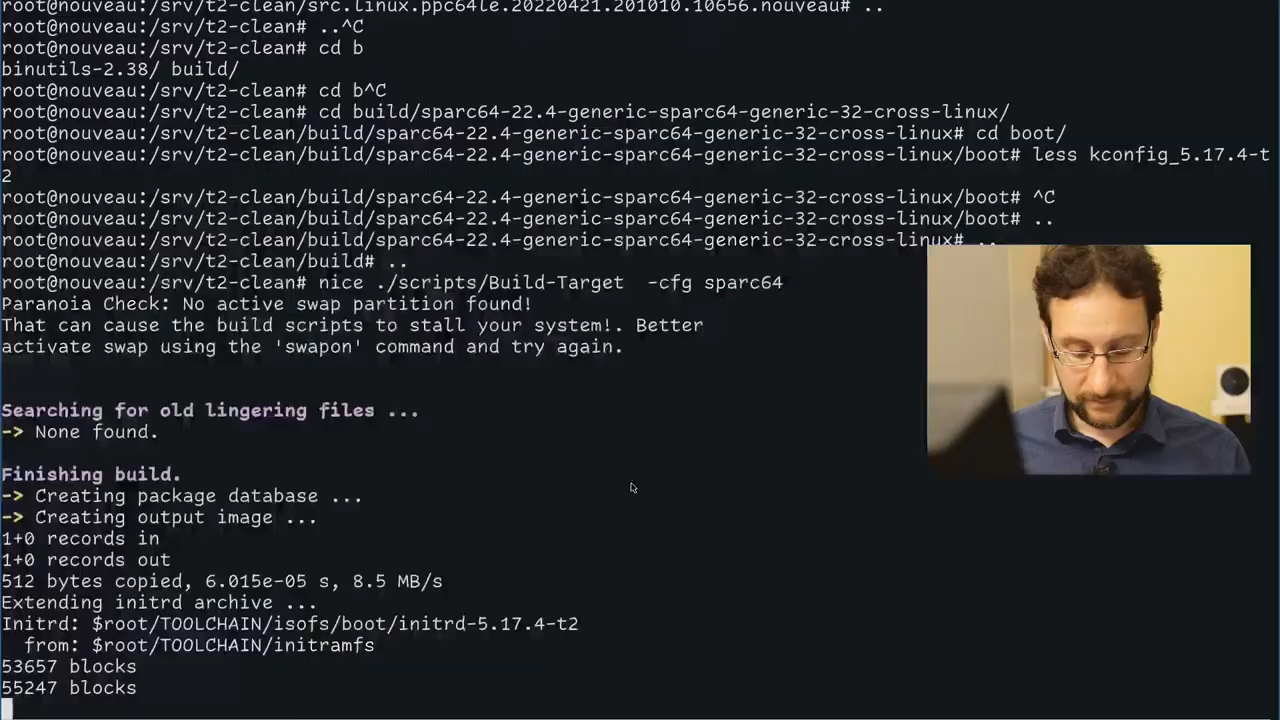 root@nouveau:/srv/t2-clean/src.linux.ppc64le.20220421.201010.10656.nouveau# ..
root@nouveau:/srv/t2-clean# ..^C
root@nouveau:/srv/t2-clean# cd b
binutils-2.38/ build/
root@nouveau:/srv/t2-clean# cd b^C
root@nouveau:/srv/t2-clean# cd build/sparc64-22.4-generic-sparc64-generic-32-cross-linux/
root@nouveau:/srv/t2-clean/build/sparc64-22.4-generic-sparc64-generic-32-cross-linux# cd boot/
root@nouveau:/srv/t2-clean/build/sparc64-22.4-generic-sparc64-generic-32-cross-linux/boot# less kconfig_5.17.4-t
2
root@nouveau:/srv/t2-clean/build/sparc64-22.4-generic-sparc64-generic-32-cross-linux/boot# ^C
root@nouveau:/srv/t2-clean/build/sparc64-22.4-generic-sparc64-generic-32-cross-linux/boot# ..
root@nouveau:/srv/t2-clean/build/sparc64-22.4-generic-sparc64-generic-32-cross-linux# ..
root@nouveau:/srv/t2-clean/build# ..
root@nouveau:/srv/t2-clean# nice ./scripts/Build-Target  -cfg sparc64
Paranoia Check: No active swap partition found!
That can cause the build scripts to stall your system!. Better
activate swap using the 'swapon' command and try again.
Searching for old lingering files ...
-> None found.
Finishing build.
-> Creating package database ...
-> Creating output image ...
1+0 records in
1+0 records out
512 bytes copied, 6.015e-05 s, 8.5 MB/s
Extending initrd archive ...
Initrd: $root/TOOLCHAIN/isofs/boot/initrd-5.17.4-t2
  from: $root/TOOLCHAIN/initramfs
53657 blocks
55247 blocks